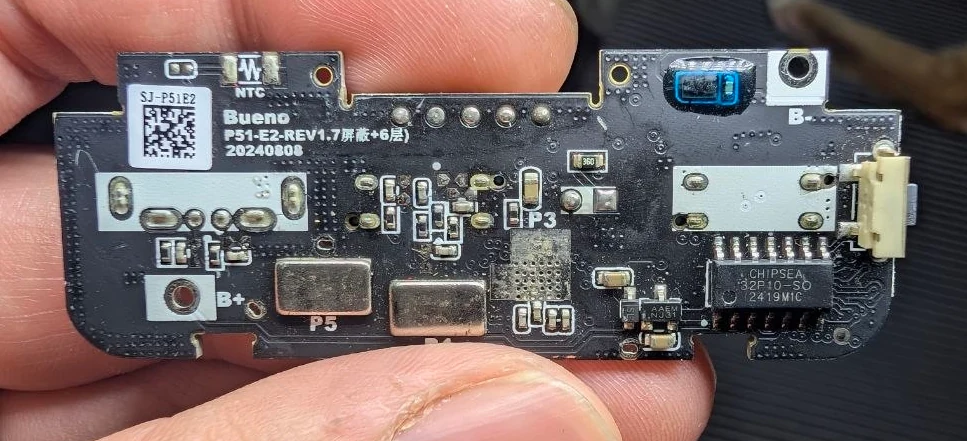 SJ-P51E2
NTC
Bueno
P51-E2-REV1.7屏蔽+6层)
20240808
B-
360
P3
B+
P5
CHIPSEA
32P10-SO
2419M1C